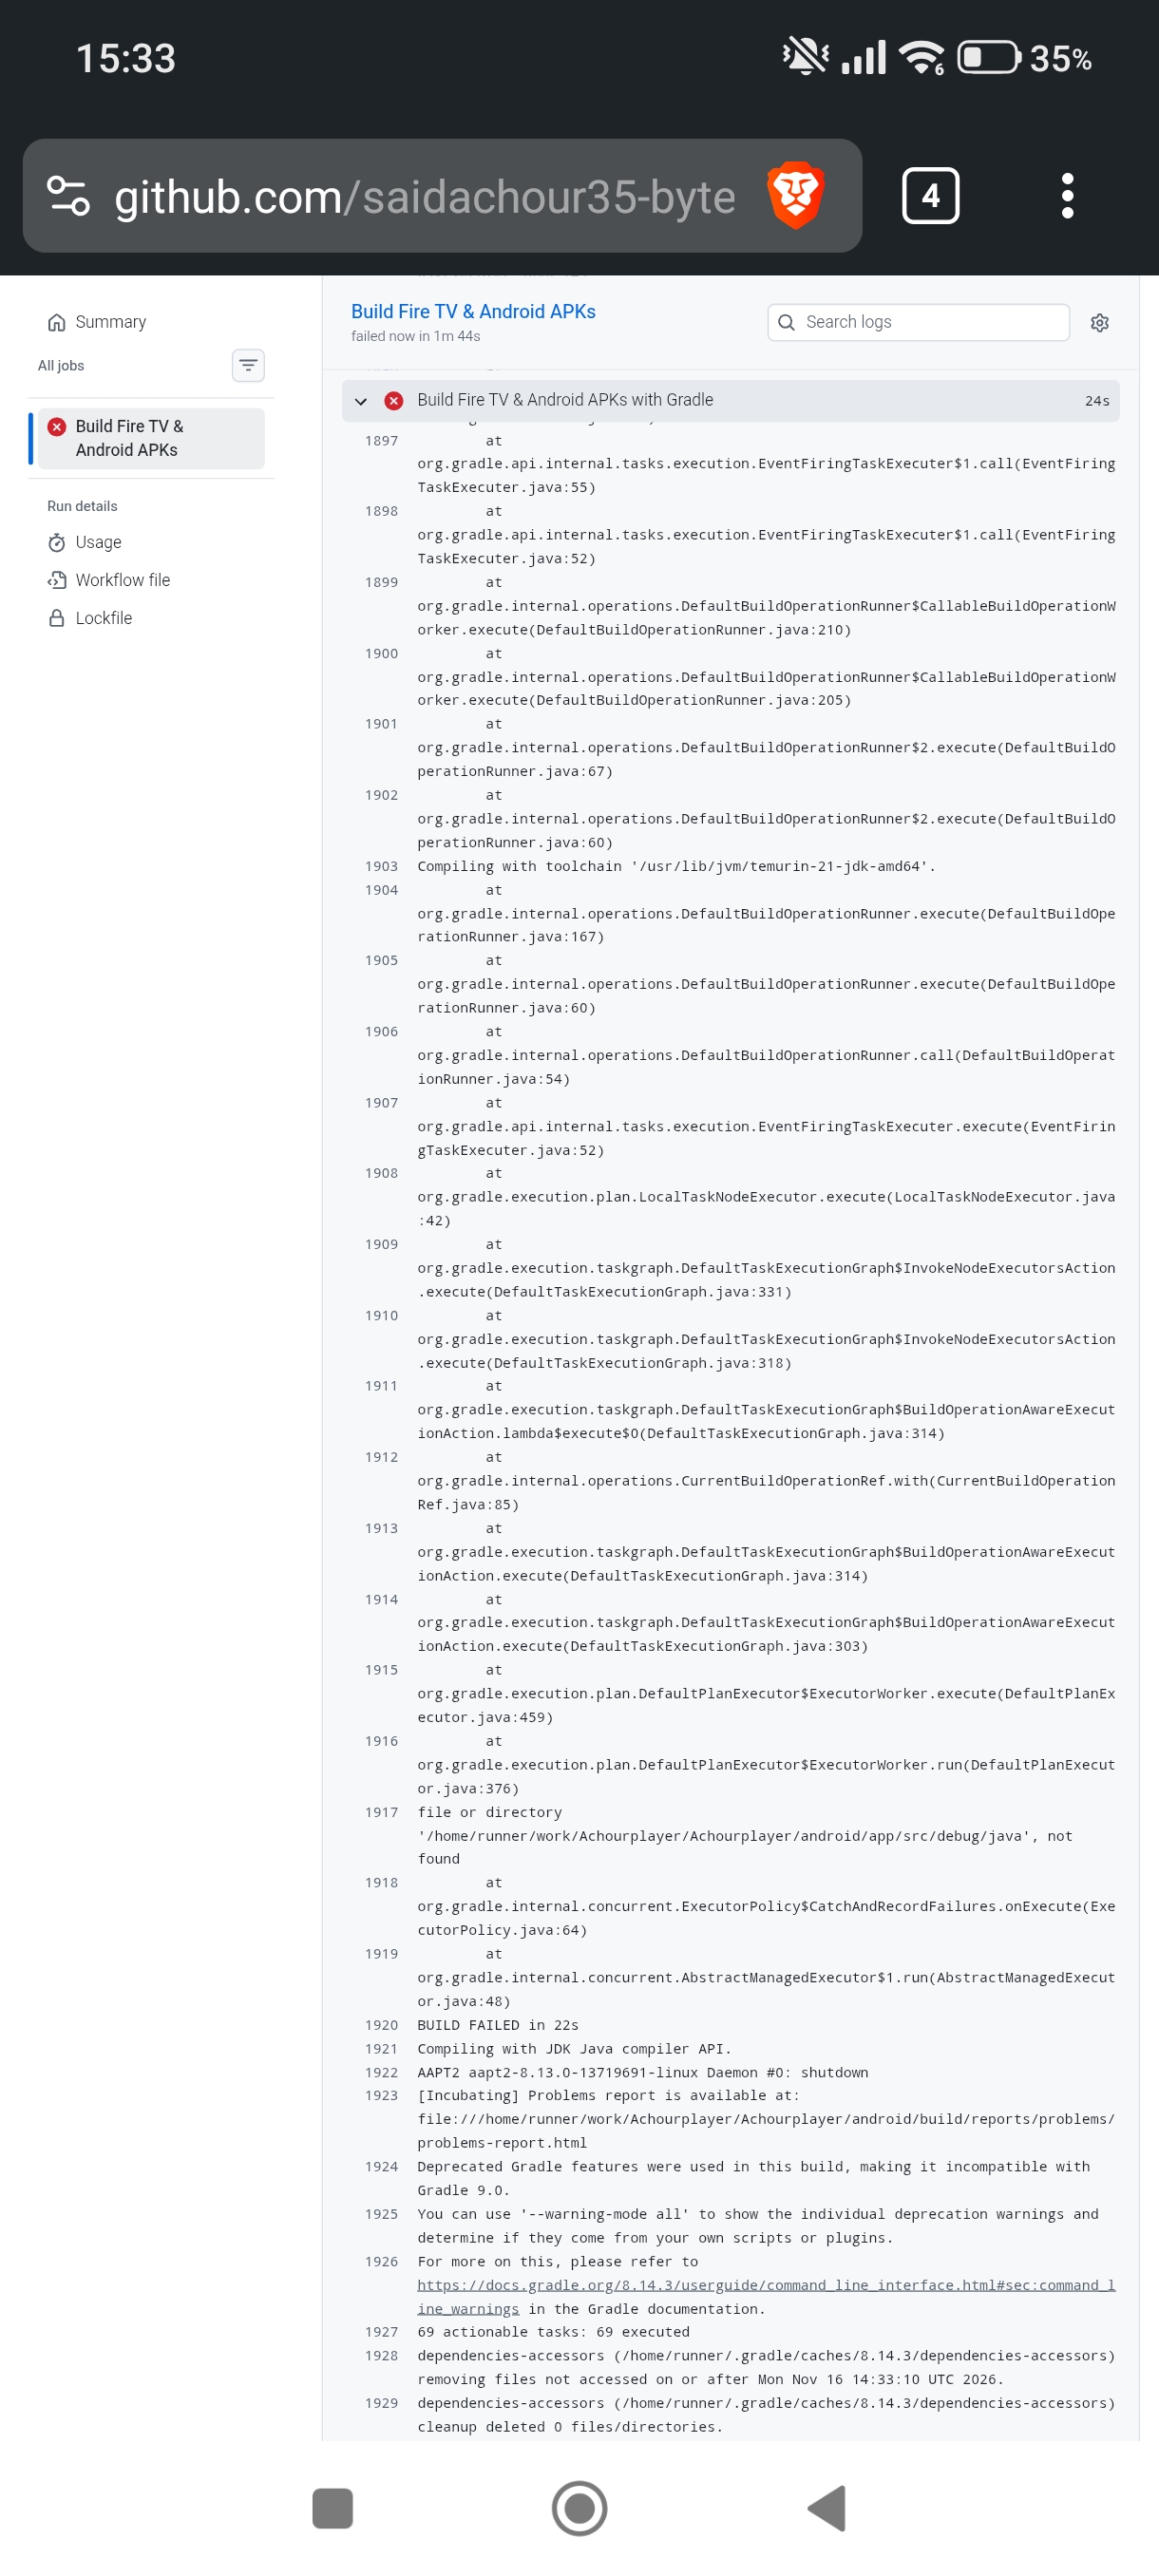 15:33
6
35%
github.com/saidachour35-byte
4
Summary
All jobs
Build Fire TV &
Android APKs
Run details
Usage
Workflow file
Lockfile
Build Fire TV & Android APKs
failed now in 1m 44s
Search logs
Build Fire TV & Android APKs with Gradle
24s
1897 at
org.gradle.api.internal.tasks.execution.EventFiringTaskExecuter$1.call(EventFiring
TaskExecuter.java:55)
1898 at
org.gradle.api.internal.tasks.execution.EventFiringTaskExecuter$1.call(EventFiring
TaskExecuter.java:52)
1899 at
org.gradle.internal.operations.DefaultBuildOperationRunner$CallableBuildOperationW
orker.execute(DefaultBuildOperationRunner.java:210)
1900 at
org.gradle.internal.operations.DefaultBuildOperationRunner$CallableBuildOperationW
orker.execute(DefaultBuildOperationRunner.java:205)
1901 at
org.gradle.internal.operations.DefaultBuildOperationRunner$2.execute(DefaultBuildO
perationRunner.java:67)
1902 at
org.gradle.internal.operations.DefaultBuildOperationRunner$2.execute(DefaultBuildO
perationRunner.java:60)
1903 Compiling with toolchain '/usr/lib/jvm/temurin-21-jdk-amd64'.
1904 at
org.gradle.internal.operations.DefaultBuildOperationRunner.execute(DefaultBuildOpe
rationRunner.java:167)
1905 at
org.gradle.internal.operations.DefaultBuildOperationRunner.execute(DefaultBuildOpe
rationRunner.java:60)
1906 at
org.gradle.internal.operations.DefaultBuildOperationRunner.call(DefaultBuildOperat
ionRunner.java:54)
1907 at
org.gradle.api.internal.tasks.execution.EventFiringTaskExecuter.execute(EventFirin
gTaskExecuter.java:52)
1908 at
org.gradle.execution.plan.LocalTaskNodeExecutor.execute(LocalTaskNodeExecutor.java
:42)
1909 at
org.gradle.execution.taskgraph.DefaultTaskExecutionGraph$InvokeNodeExecutorsAction
.execute(DefaultTaskExecutionGraph.java:331)
1910 at
org.gradle.execution.taskgraph.DefaultTaskExecutionGraph$InvokeNodeExecutorsAction
.execute(DefaultTaskExecutionGraph.java:318)
1911 at
org.gradle.execution.taskgraph.DefaultTaskExecutionGraph$BuildOperationAwareExecut
ionAction.lambda$execute$0(DefaultTaskExecutionGraph.java:314)
1912 at
org.gradle.internal.operations.CurrentBuildOperationRef.with(CurrentBuildOperation
Ref.java:85)
1913 at
org.gradle.execution.taskgraph.DefaultTaskExecutionGraph$BuildOperationAwareExecut
ionAction.execute(DefaultTaskExecutionGraph.java:314)
1914 at
org.gradle.execution.taskgraph.DefaultTaskExecutionGraph$BuildOperationAwareExecut
ionAction.execute(DefaultTaskExecutionGraph.java:303)
1915 at
org.gradle.execution.plan.DefaultPlanExecutor$ExecutorWorker.execute(DefaultPlanEx
ecutor.java:459)
1916 at
org.gradle.execution.plan.DefaultPlanExecutor$ExecutorWorker.run(DefaultPlanExecut
or.java:376)
1917 file or directory
'/home/runner/work/Achourplayer/Achourplayer/android/app/src/debug/java', not
found
1918 at
org.gradle.internal.concurrent.ExecutorPolicy$CatchAndRecordFailures.onExecute(Exe
cutorPolicy.java:64)
1919 at
org.gradle.internal.concurrent.AbstractManagedExecutor$1.run(AbstractManagedExecut
or.java:48)
1920 BUILD FAILED in 22s
1921 Compiling with JDK Java compiler API.
1922 AAPT2 aapt2-8.13.0-13719691-linux Daemon #0: shutdown
1923 [Incubating] Problems report is available at:
file:///home/runner/work/Achourplayer/Achourplayer/android/build/reports/problems/
problems-report.html
1924 Deprecated Gradle features were used in this build, making it incompatible with
Gradle 9.0.
1925 You can use '--warning-mode all' to show the individual deprecation warnings and
determine if they come from your own scripts or plugins.
1926 For more on this, please refer to
https://docs.gradle.org/8.14.3/userguide/command_line_interface.html#sec:command_l
ine_warnings in the Gradle documentation.
1927 69 actionable tasks: 69 executed
1928 dependencies-accessors (/home/runner/.gradle/caches/8.14.3/dependencies-accessors)
removing files not accessed on or after Mon Nov 16 14:33:10 UTC 2026.
1929 dependencies-accessors (/home/runner/.gradle/caches/8.14.3/dependencies-accessors)
cleanup deleted 0 files/directories.